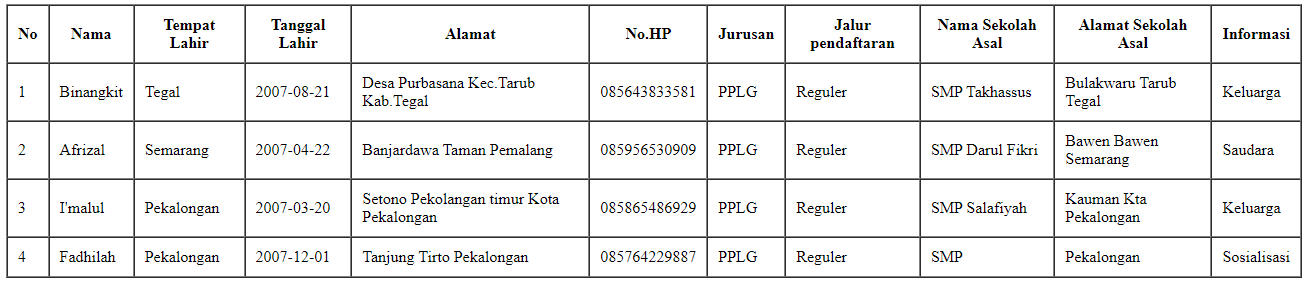 No Nama Tempat Lahir Tanggal Lahir Alamat No.HP Jurusan Jalur pendaftaran Nama Sekolah Asal Alamat Sekolah Asal Informasi
1 Binangkit Tegal 2007-08-21 Desa Purbasana Kec.Tarub Kab.Tegal 085643833581 PPLG Reguler SMP Takhassus Bulakwaru Tarub Tegal Keluarga
2 Afrizal Semarang 2007-04-22 Banjardawa Taman Pemalang 085956530909 PPLG Reguler SMP Darul Fikri Bawen Bawen Semarang Saudara
3 I'malul Pekalongan 2007-03-20 Setono Pekolangan timur Kota Pekalongan 085865486929 PPLG Reguler SMP Salafiyah Kauman Kta Pekalongan Keluarga
4 Fadhilah Pekalongan 2007-12-01 Tanjung Tirto Pekalongan 085764229887 PPLG Reguler SMP Pekalongan Sosialisasi